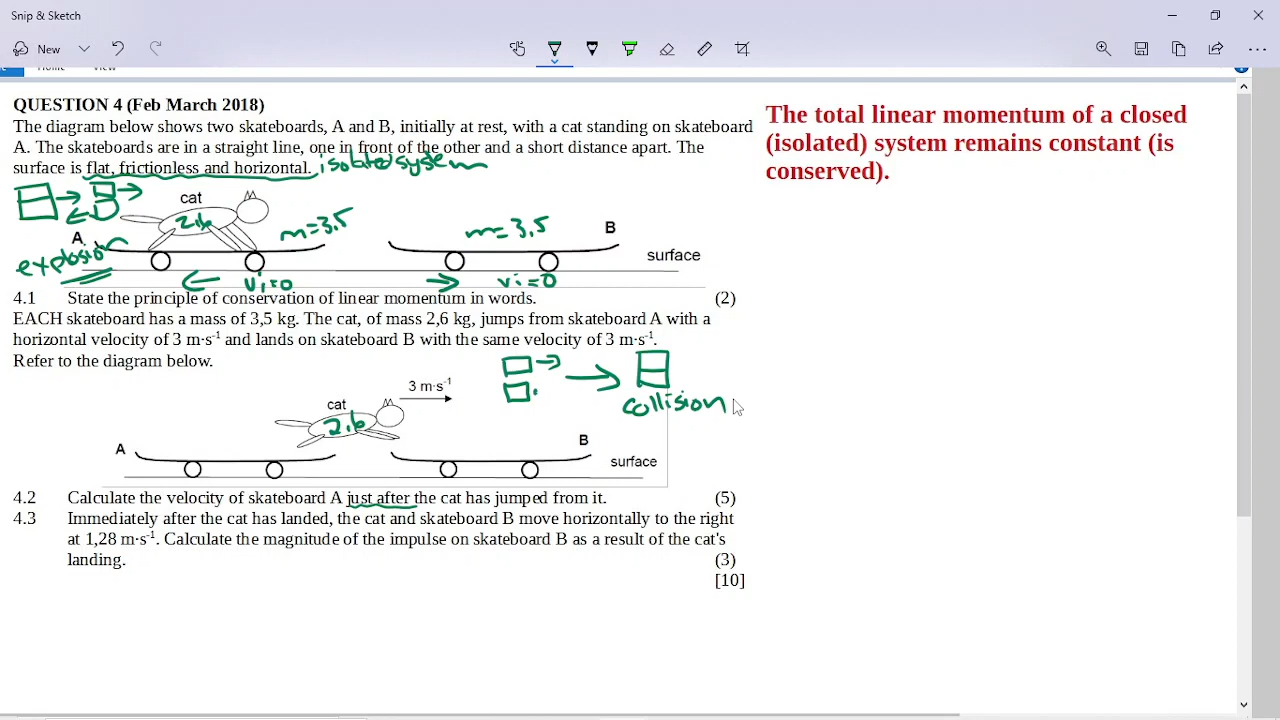 Snip & Sketch
New
QUESTION 4 (Feb March 2018)
The diagram below shows two skateboards, A and B, initially at rest, with a cat standing on skateboard
A. The skateboards are in a straight line, one in front of the other and a short distance apart. The
surface is flat, frictionless and horizontal. isolated system
cat
2.6
m=3.5
m=3.5
A
B
explosion
surface
vi=0
vi=0
4.1 State the principle of conservation of linear momentum in words. (2)
EACH skateboard has a mass of 3,5 kg. The cat, of mass 2,6 kg, jumps from skateboard A with a
horizontal velocity of 3 m·s-1 and lands on skateboard B with the same velocity of 3 m·s-1.
Refer to the diagram below.
3 m·s-1
collision
cat
2.6
A
B
surface
4.2 Calculate the velocity of skateboard A just after the cat has jumped from it. (5)
4.3 Immediately after the cat has landed, the cat and skateboard B move horizontally to the right
at 1,28 m·s-1. Calculate the magnitude of the impulse on skateboard B as a result of the cat's
landing. (3)
[10]
The total linear momentum of a closed
(isolated) system remains constant (is
conserved).